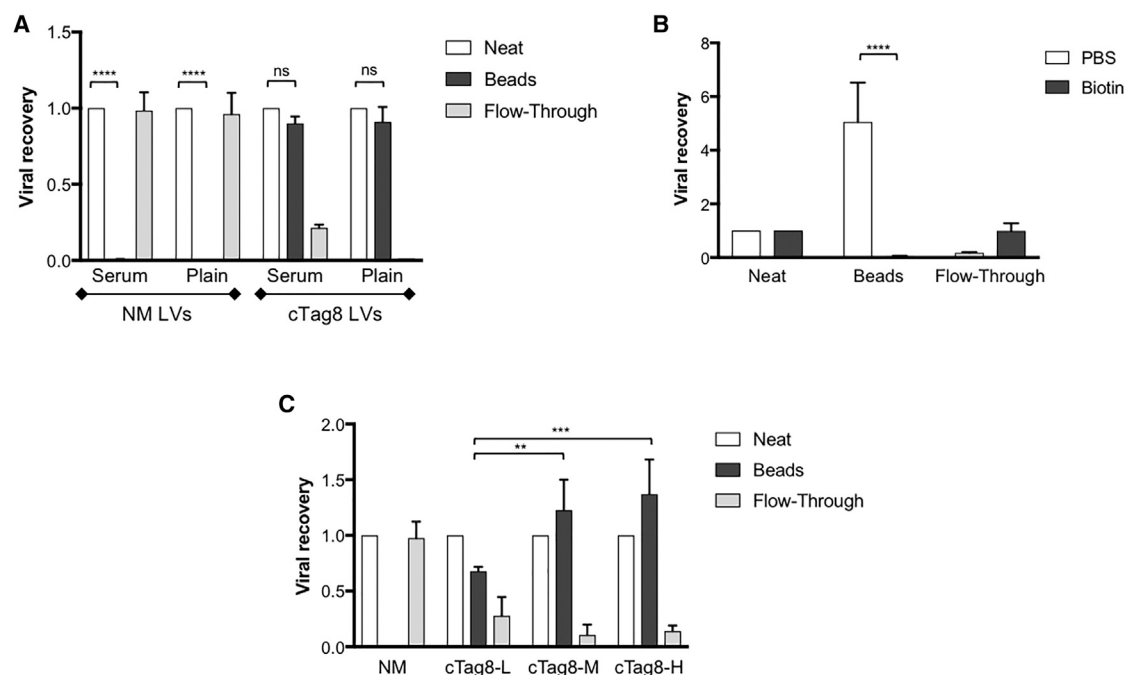 A
1.5
1.0
0.5
0.0
Viral recovery
**** **** ns ns
Serum Plain Serum Plain
NM LVs cTag8 LVs
Neat
Beads
Flow-Through
B
8
6
4
2
0
Viral recovery
****
Neat Beads Flow-Through
PBS
Biotin
C
2.0
1.5
1.0
0.5
0.0
Viral recovery
***
**
NM cTag8-L cTag8-M cTag8-H
Neat
Beads
Flow-Through